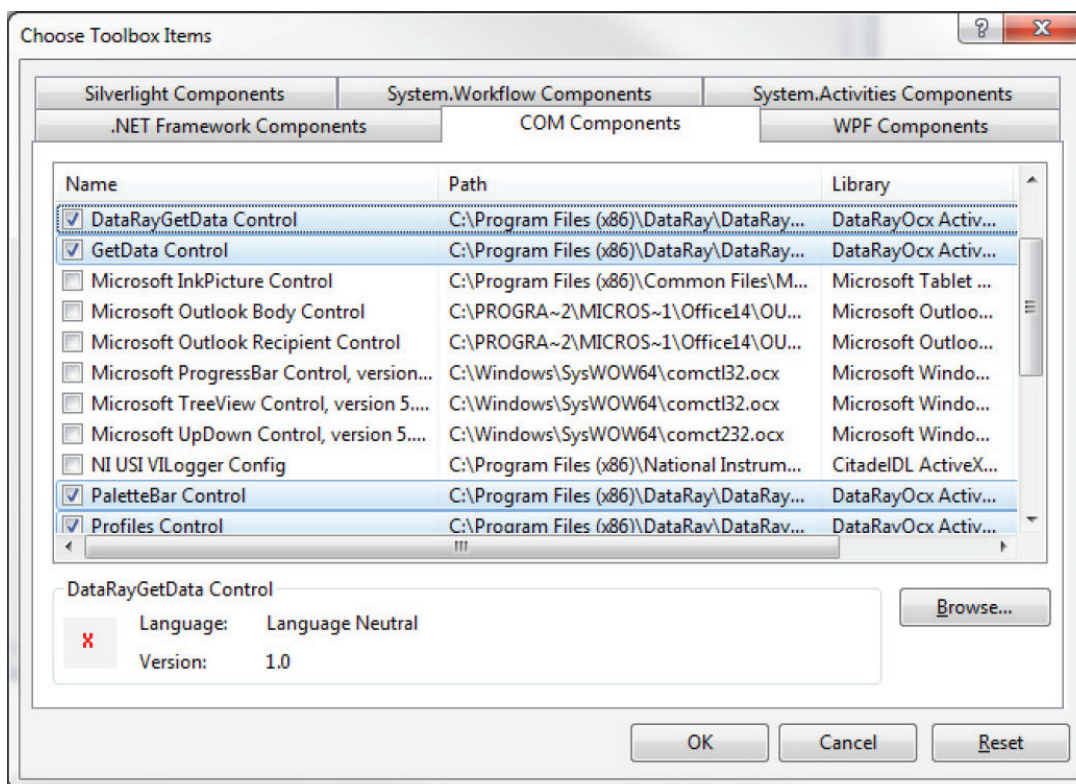 Choose Toolbox Items
Silverlight Components System.Workflow Components System.Activities Components
.NET Framework Components COM Components WPF Components
Name Path Library
DataRayGetData Control C:\Program Files (x86)\DataRay\DataRay... DataRayOcx Activ...
GetData Control C:\Program Files (x86)\DataRay\DataRay... DataRayOcx Activ...
Microsoft InkPicture Control C:\Program Files (x86)\Common Files\M... Microsoft Tablet ...
Microsoft Outlook Body Control C:\PROGRA~2\MICROS~1\Office14\OU... Microsoft Outloo...
Microsoft Outlook Recipient Control C:\PROGRA~2\MICROS~1\Office14\OU... Microsoft Outloo...
Microsoft ProgressBar Control, version... C:\Windows\SysWOW64\comctl32.ocx Microsoft Windo...
Microsoft TreeView Control, version 5.... C:\Windows\SysWOW64\comctl32.ocx Microsoft Windo...
Microsoft UpDown Control, version 5.... C:\Windows\SysWOW64\comct232.ocx Microsoft Windo...
NI USI VILogger Config C:\Program Files (x86)\National Instrum... CitadelDL ActiveX...
PaletteBar Control C:\Program Files (x86)\DataRay\DataRay... DataRayOcx Activ...
Profiles Control C:\Program Files (x86)\DataRay\DataRay... DataRayOcx Activ...
DataRayGetData Control
Language: Language Neutral
Version: 1.0
Browse...
OK Cancel Reset